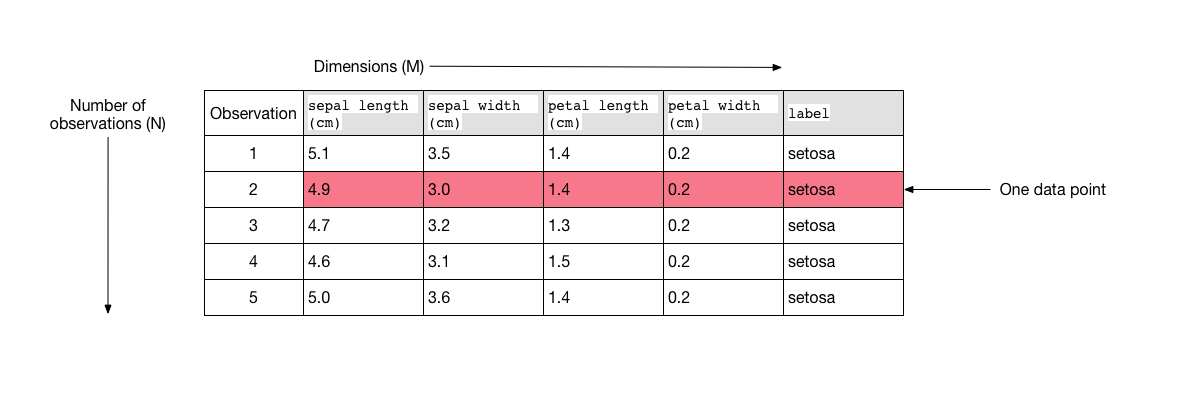 Dimensions (M)
Number of
observations (N)
Observation sepal length (cm) sepal width (cm) petal length (cm) petal width (cm) label
1 5.1 3.5 1.4 0.2 setosa
2 4.9 3.0 1.4 0.2 setosa One data point
3 4.7 3.2 1.3 0.2 setosa
4 4.6 3.1 1.5 0.2 setosa
5 5.0 3.6 1.4 0.2 setosa